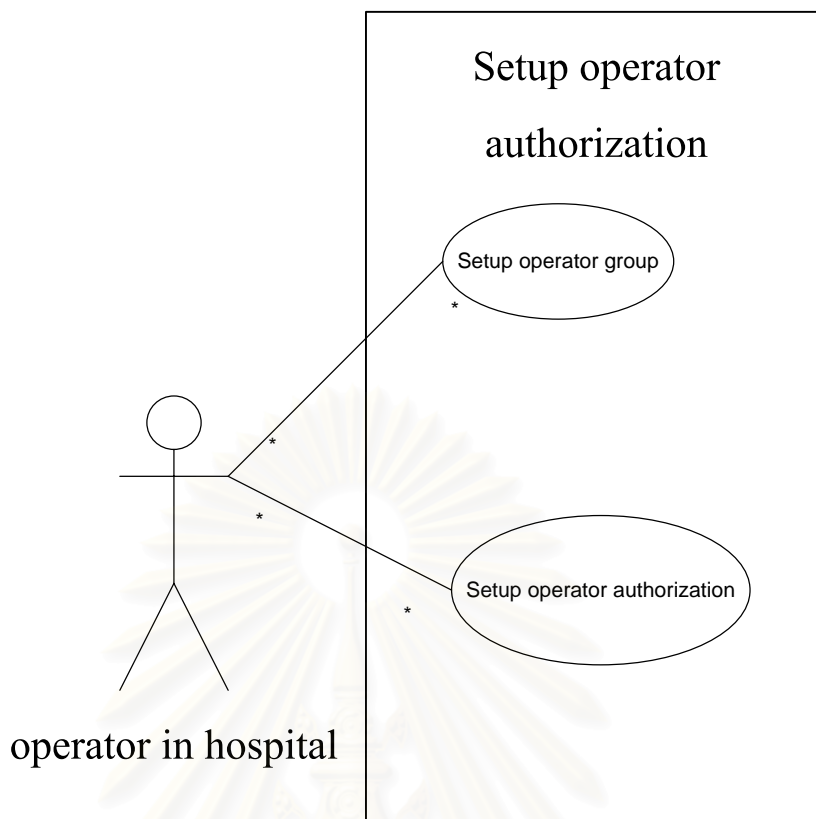 Setup operator
authorization
Setup operator group
*
*
*
Setup operator authorization
*
operator in hospital